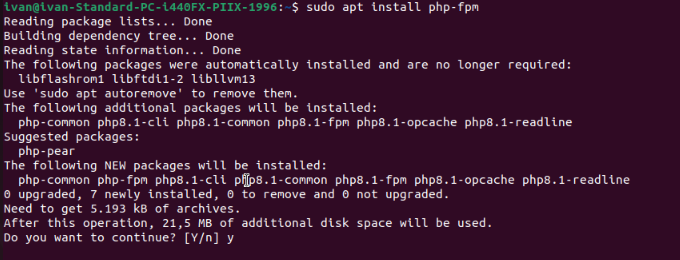 ivan@ivan-Standard-PC-i440FX-PIIX-1996:~$ sudo apt install php-fpm
Reading package lists... Done
Building dependency tree... Done
Reading state information... Done
The following packages were automatically installed and are no longer required:
  libflashrom1 libftdi1-2 libllvm13
Use 'sudo apt autoremove' to remove them.
The following additional packages will be installed:
  php-common php8.1-cli php8.1-common php8.1-fpm php8.1-opcache php8.1-readline
Suggested packages:
  php-pear
The following NEW packages will be installed:
  php-common php-fpm php8.1-cli php8.1-common php8.1-fpm php8.1-opcache php8.1-readline
0 upgraded, 7 newly installed, 0 to remove and 0 not upgraded.
Need to get 5.193 kB of archives.
After this operation, 21,5 MB of additional disk space will be used.
Do you want to continue? [Y/n] y